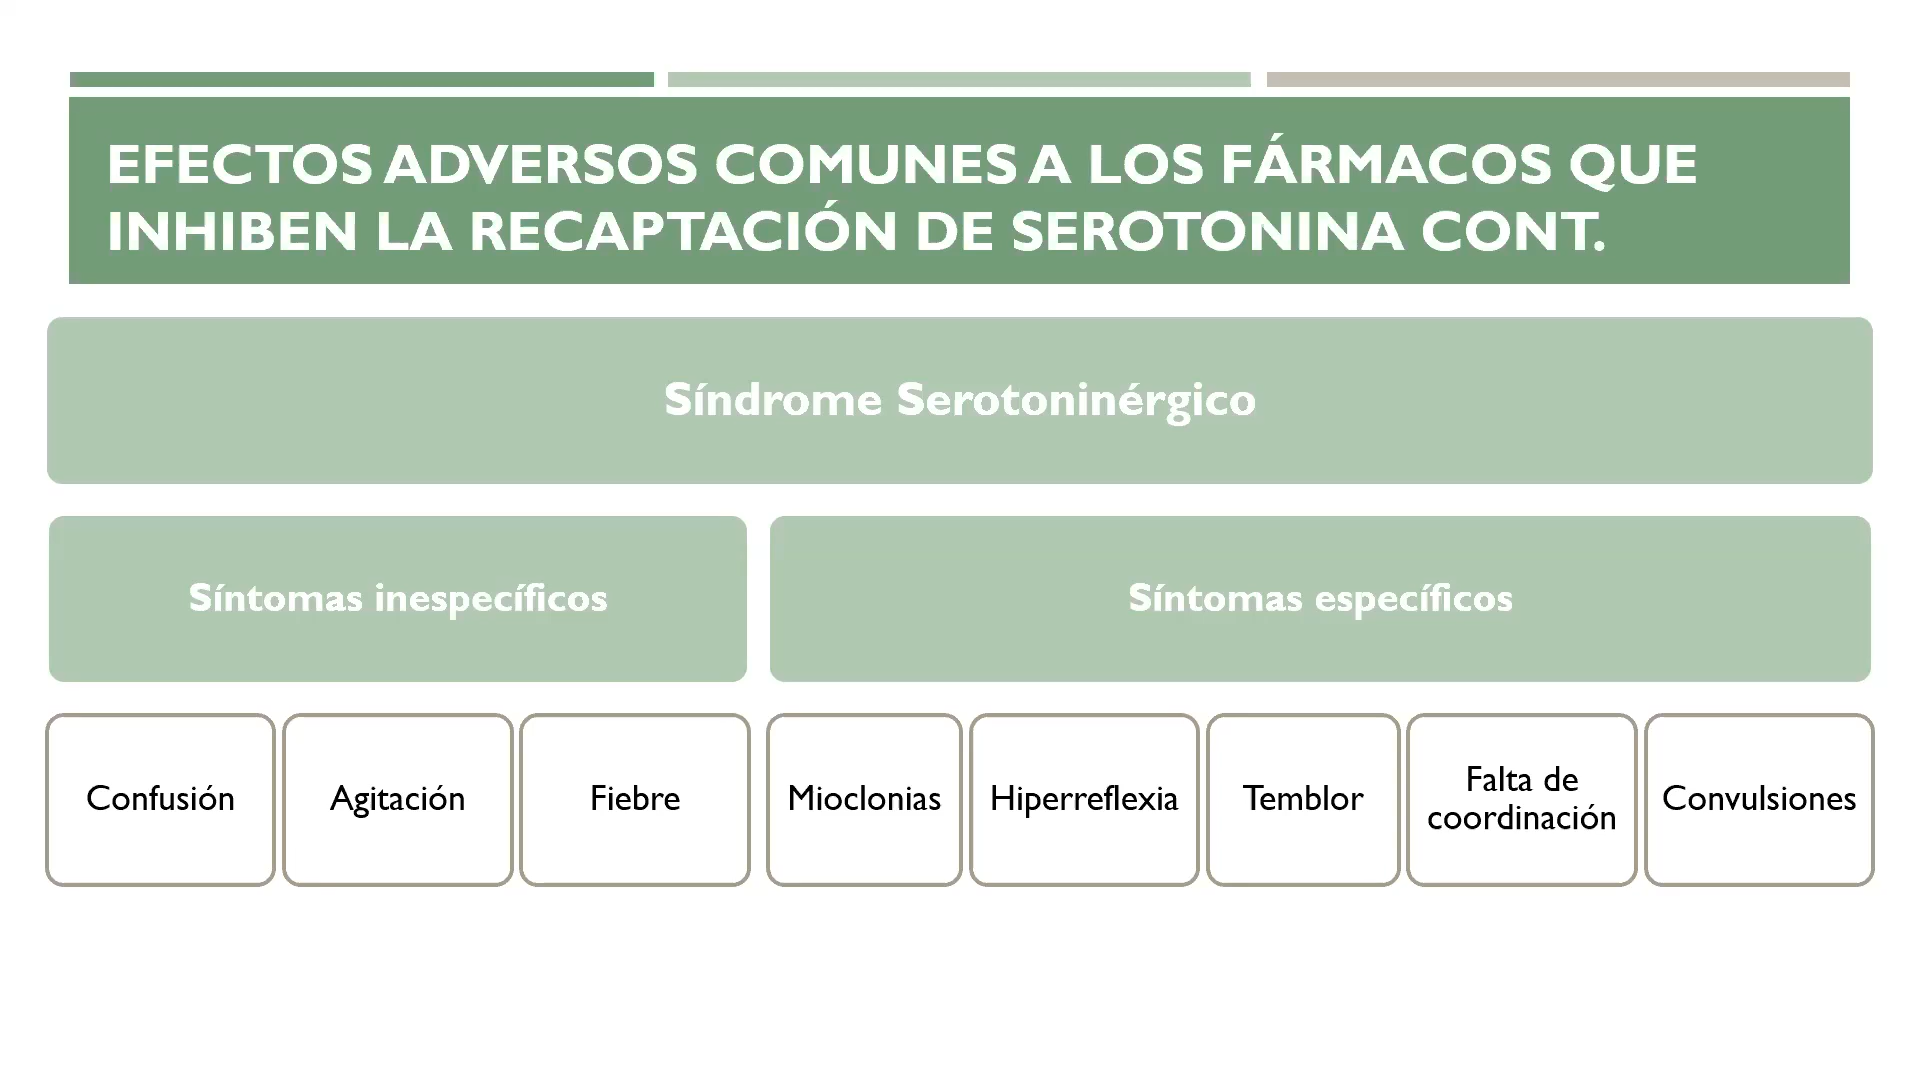 EFECTOS ADVERSOS COMUNES A LOS FÁRMACOS QUE
INHIBEN LA RECAPTACIÓN DE SEROTONINA CONT.
Síndrome Serotoninérgico
Síntomas inespecíficos
Síntomas específicos
Confusión
Agitación
Fiebre
Mioclonias
Hiperreflexia
Temblor
Falta de
coordinación
Convulsiones